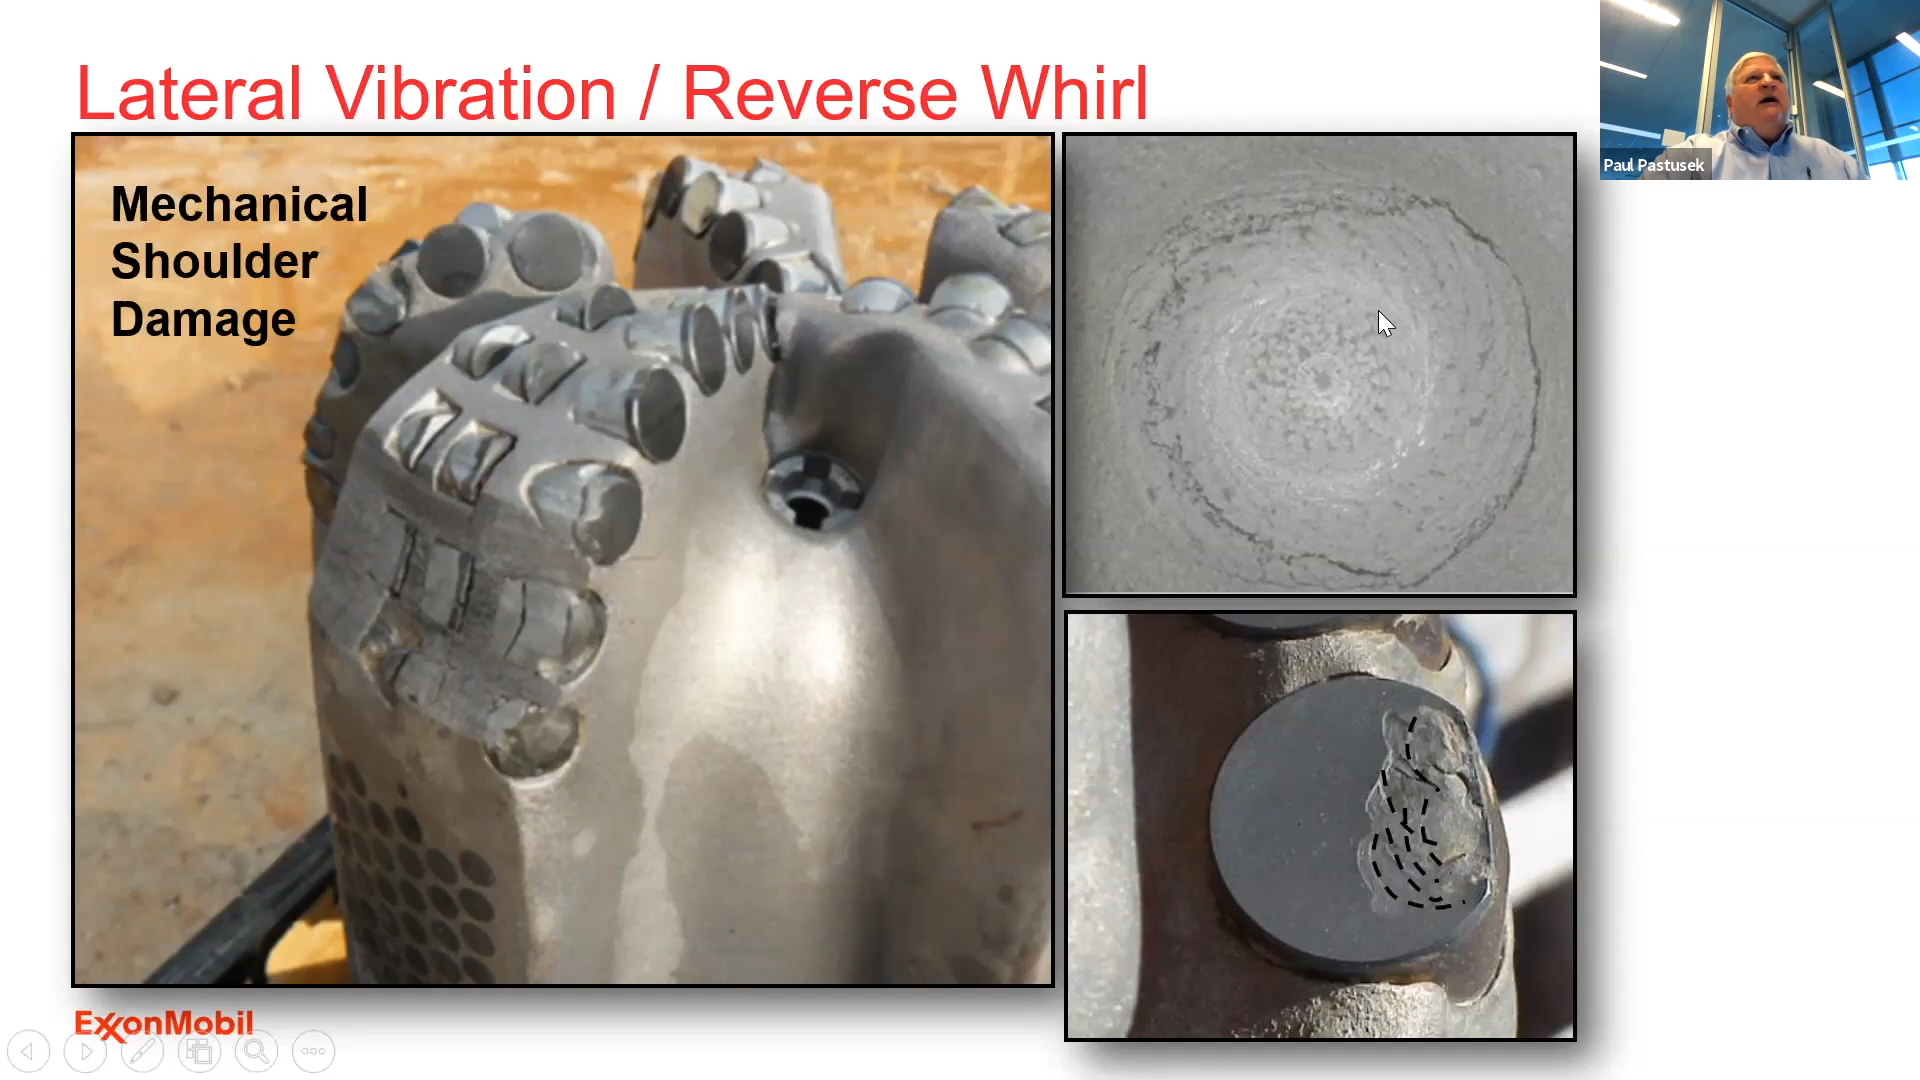 Lateral Vibration / Reverse Whirl
Mechanical
Shoulder
Damage
Paul Pastusek
ExxonMobil